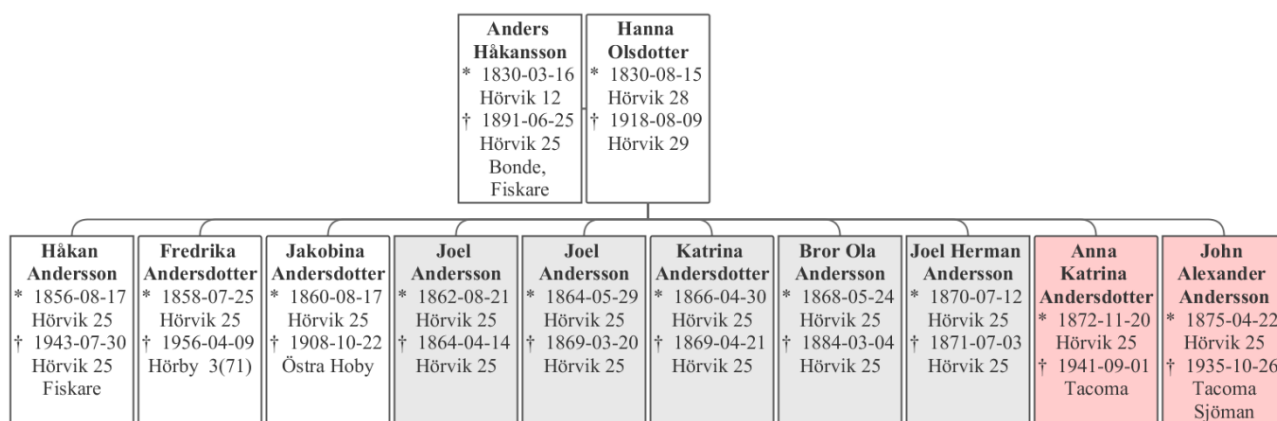 Anders
Håkansson
* 1830-03-16
Hörvik 12
† 1891-06-25
Hörvik 25
Bonde,
Fiskare
Hanna
Olsdotter
* 1830-08-15
Hörvik 28
† 1918-08-09
Hörvik 29
Håkan
Andersson
* 1856-08-17
Hörvik 25
† 1943-07-30
Hörvik 25
Fiskare
Fredrika
Andersdotter
* 1858-07-25
Hörvik 25
† 1956-04-09
Hörby 3(71)
Jakobina
Andersdotter
* 1860-08-17
Hörvik 25
† 1908-10-22
Östra Hoby
Joel
Andersson
* 1862-08-21
Hörvik 25
† 1864-04-14
Hörvik 25
Joel
Andersson
* 1864-05-29
Hörvik 25
† 1869-03-20
Hörvik 25
Katrina
Andersdotter
* 1866-04-30
Hörvik 25
† 1869-04-21
Hörvik 25
Bror Ola
Andersson
* 1868-05-24
Hörvik 25
† 1884-03-04
Hörvik 25
Joel Herman
Andersson
* 1870-07-12
Hörvik 25
† 1871-07-03
Hörvik 25
Anna
Katrina
Andersdotter
* 1872-11-20
Hörvik 25
† 1941-09-01
Tacoma
John
Alexander
Andersson
* 1875-04-22
Hörvik 25
† 1935-10-26
Tacoma
Sjöman